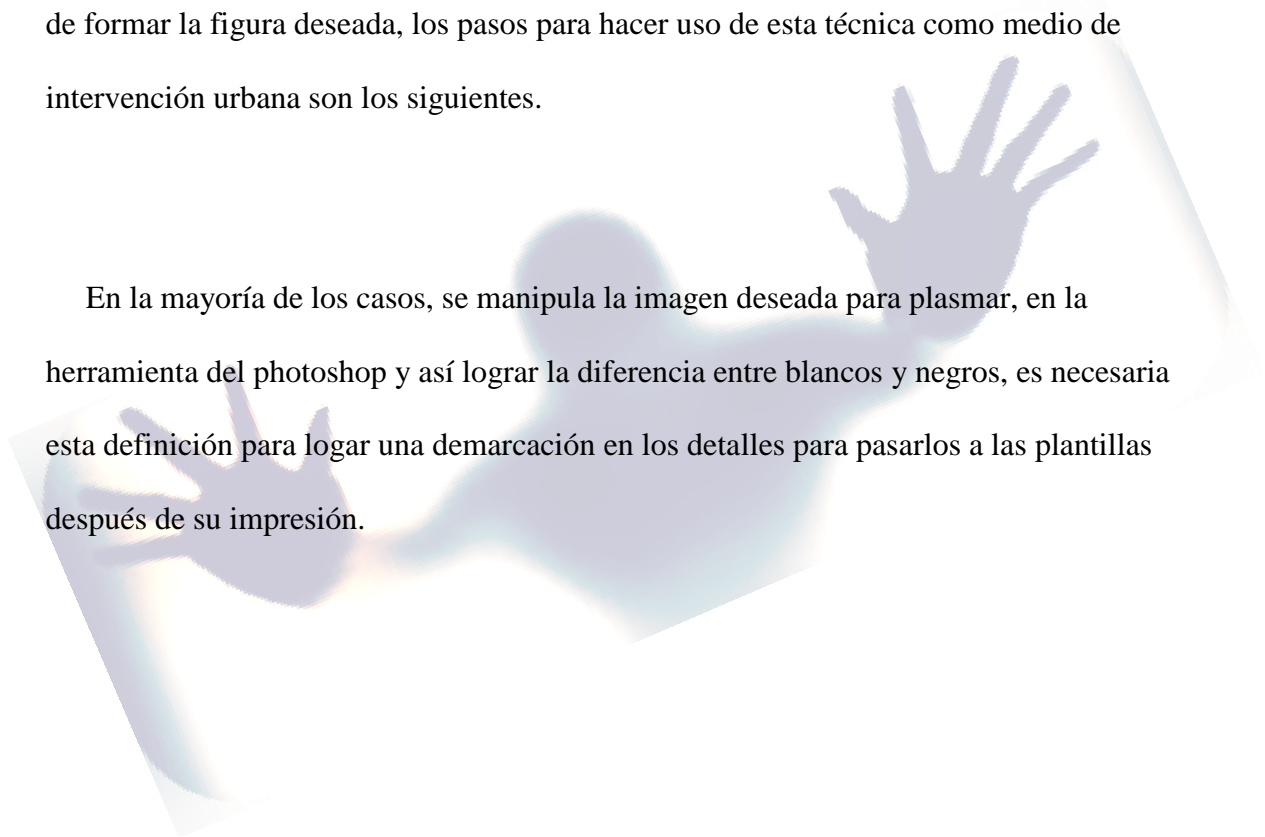 de formar la figura deseada, los pasos para hacer uso de esta técnica como medio de
intervención urbana son los siguientes.
En la mayoría de los casos, se manipula la imagen deseada para plasmar, en la
herramienta del photoshop y así lograr la diferencia entre blancos y negros, es necesaria
esta definición para logar una demarcación en los detalles para pasarlos a las plantillas
después de su impresión.